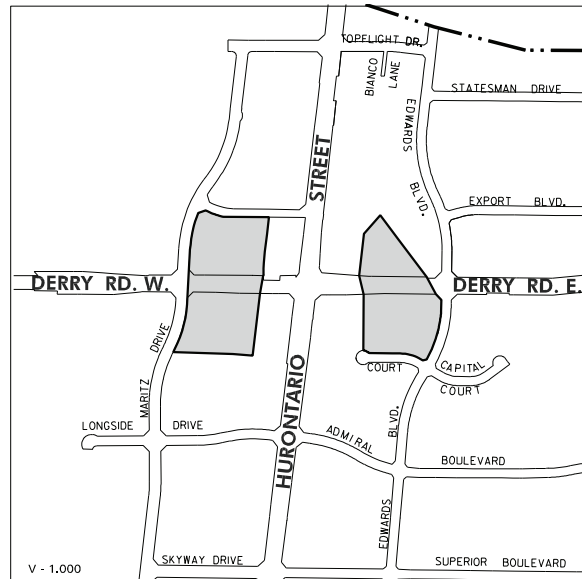 TOPFLIGHT DR.
BIANCO
LANE
STATESMAN DRIVE
EDWARDS
BLVD.
STREET
EXPORT BLVD.
DERRY RD. W.
DERRY RD. E.
MARITZ
DRIVE
COURT
CAPITAL
COURT
HURONTARIO
LONGSIDE DRIVE
ADMIRAL
BOULEVARD
EDWARDS
BLVD.
SKYWAY DRIVE
SUPERIOR BOULEVARD
V - 1.000